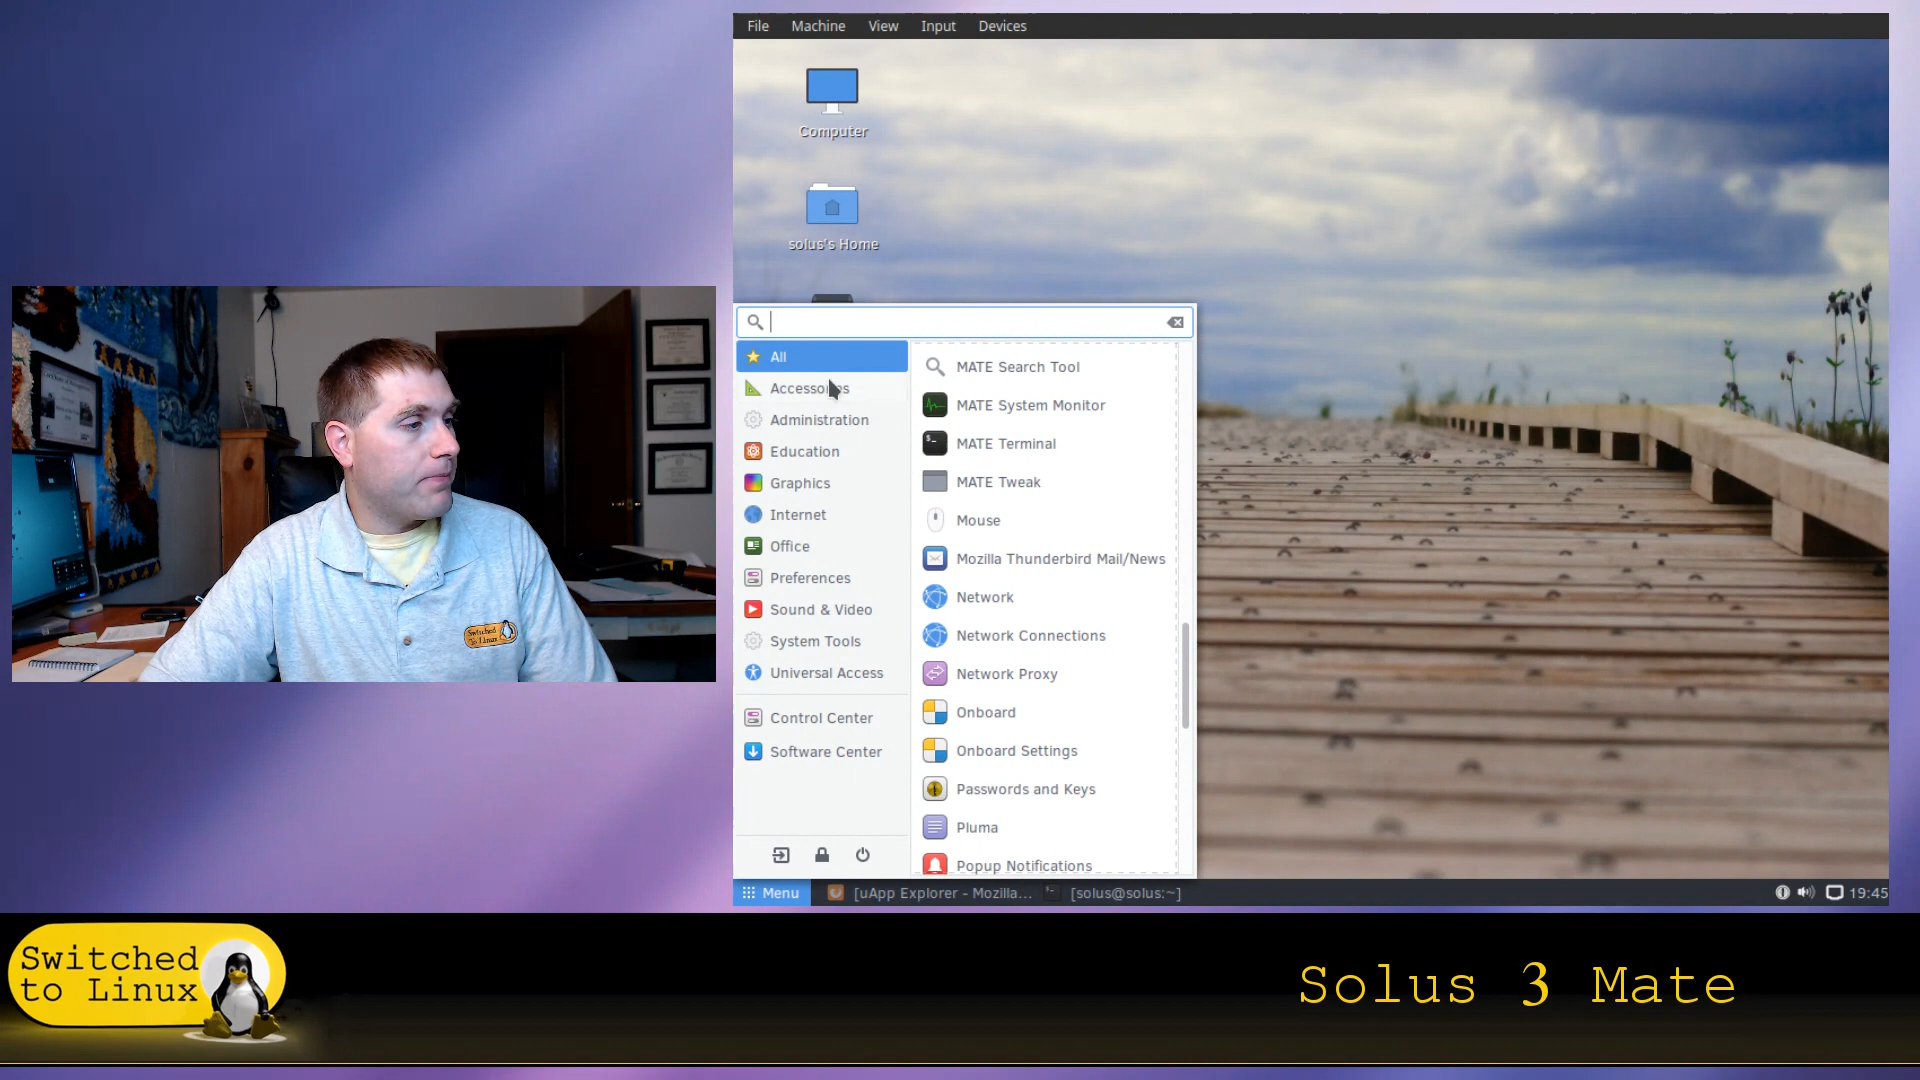 File Machine View Input Devices
Computer
solus's Home
All
Accessories
Administration
Education
Graphics
Internet
Office
Preferences
Sound & Video
System Tools
Universal Access
Control Center
Software Center
MATE Search Tool
MATE System Monitor
MATE Terminal
MATE Tweak
Mouse
Mozilla Thunderbird Mail/News
Network
Network Connections
Network Proxy
Onboard
Onboard Settings
Passwords and Keys
Pluma
Popup Notifications
Menu [uApp Explorer - Mozilla... [solus@solus:~] 19:45
Switched
to Linux
Switched
to Linux
Solus 3 Mate